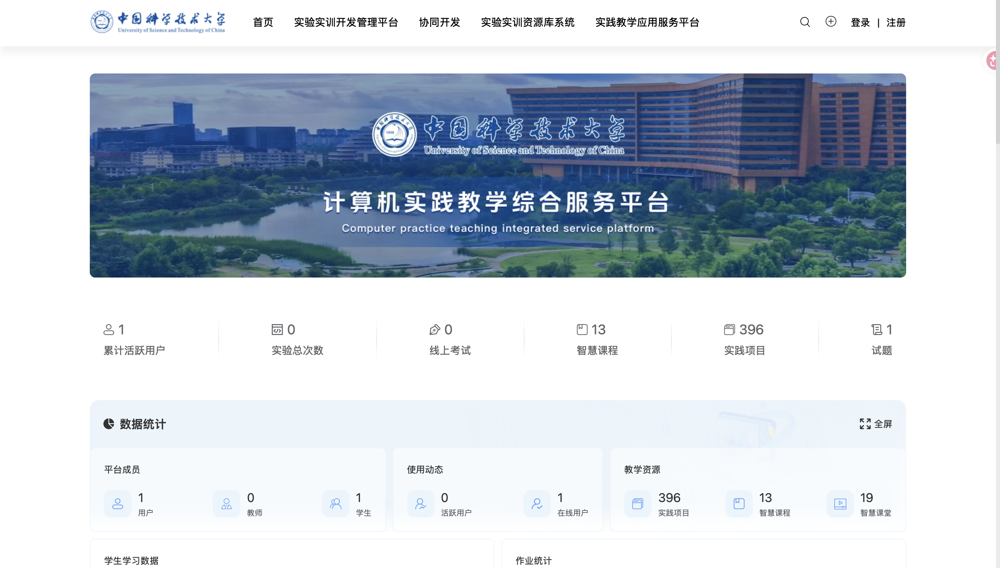 中国科学技术大学
University of Science and Technology of China
首页 实验实训开发管理平台 协同开发 实验实训资源库系统 实践教学应用服务平台 登录 | 注册
1958
中国科学技术大学
University of Science and Technology of China
计算机实践教学综合服务平台
Computer practice teaching integrated service platform
1 0 0 13 396 1
累计活跃用户 实验总次数 线上考试 智慧课程 实践项目 试题
数据统计 全屏
平台成员 使用动态 教学资源
1 0 1 0 1 396 13 19
用户 教师 学生 活跃用户 在线用户 实践项目 智慧课程 智慧课堂
学生学习数据 作业统计